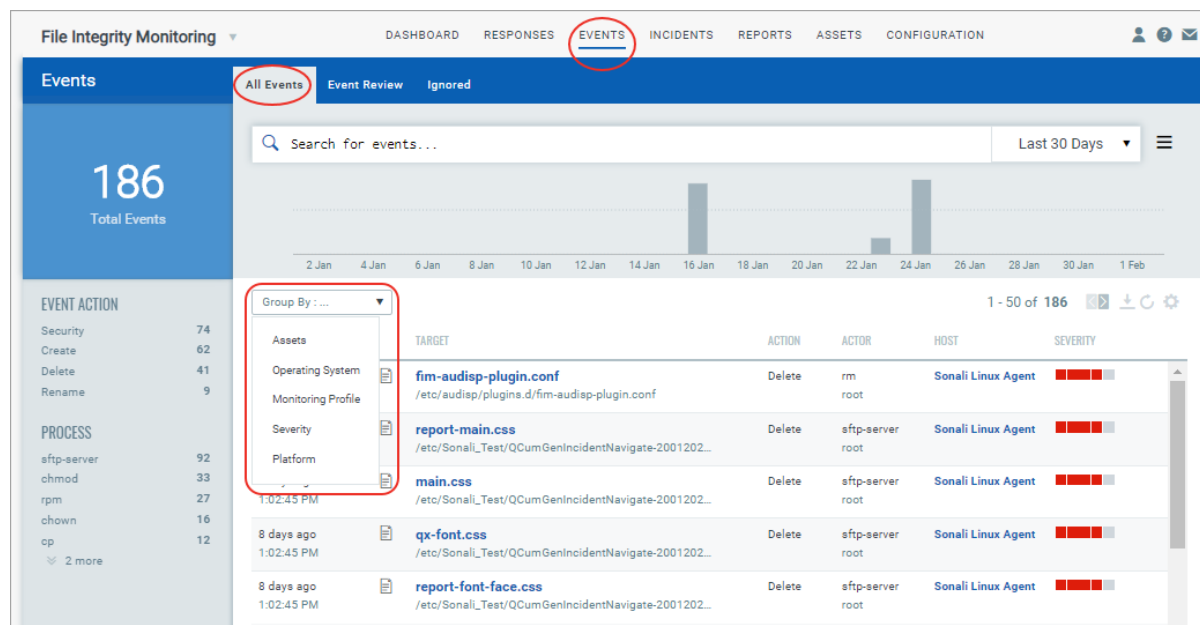 File Integrity Monitoring
DASHBOARD RESPONSES EVENTS INCIDENTS REPORTS ASSETS CONFIGURATION
Events
All Events Event Review Ignored
Search for events...
Last 30 Days
186
Total Events
2 Jan 4 Jan 6 Jan 8 Jan 10 Jan 12 Jan 14 Jan 16 Jan 18 Jan 20 Jan 22 Jan 24 Jan 26 Jan 28 Jan 30 Jan 1 Feb
EVENT ACTION
Security 74
Create 62
Delete 41
Rename 9
PROCESS
sftp-server 92
chmod 33
rpm 27
chown 16
cp 12
2 more
Group By : ...
1 - 50 of 186
Assets
Operating System
Monitoring Profile
Severity
Platform
TARGET ACTION ACTOR HOST SEVERITY
fim-audisp-plugin.conf Delete rm Sonali Linux Agent
/etc/audisp/plugins.d/fim-audisp-plugin.conf root
report-main.css Delete sftp-server Sonali Linux Agent
/etc/Sonali_Test/QCumGenIncidentNavigate-2001202... root
main.css Delete sftp-server Sonali Linux Agent
1:02:45 PM /etc/Sonali_Test/QCumGenIncidentNavigate-2001202... root
8 days ago qx-font.css Delete sftp-server Sonali Linux Agent
1:02:45 PM /etc/Sonali_Test/QCumGenIncidentNavigate-2001202... root
8 days ago report-font-face.css Delete sftp-server Sonali Linux Agent
1:02:45 PM /etc/Sonali_Test/QCumGenIncidentNavigate-2001202... root